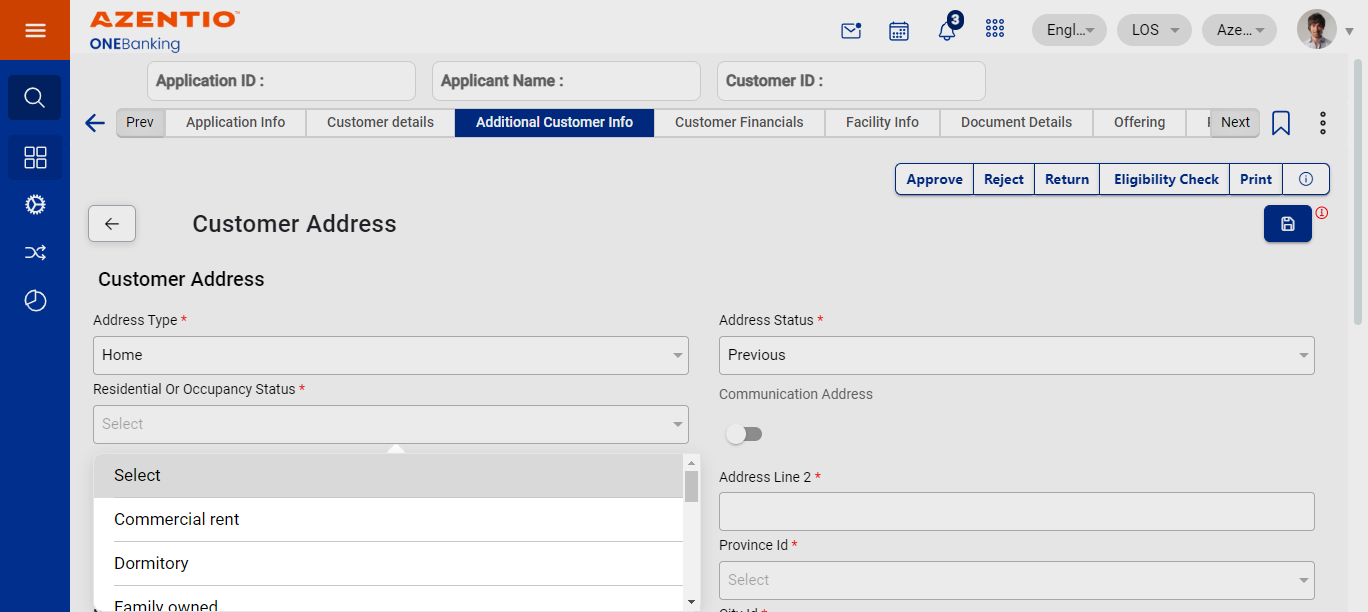 AZENTIO™
ONEBanking
3
Engl...
LOS
Aze...
Application ID :
Applicant Name :
Customer ID :
Prev
Application Info
Customer details
Additional Customer Info
Customer Financials
Facility Info
Document Details
Offering
Next
Approve
Reject
Return
Eligibility Check
Print
Customer Address
Customer Address
Address Type *
Address Status *
Home
Previous
Residential Or Occupancy Status *
Communication Address
Select
Select
Address Line 2 *
Commercial rent
Province Id *
Dormitory
Select
Family owned
City Id *